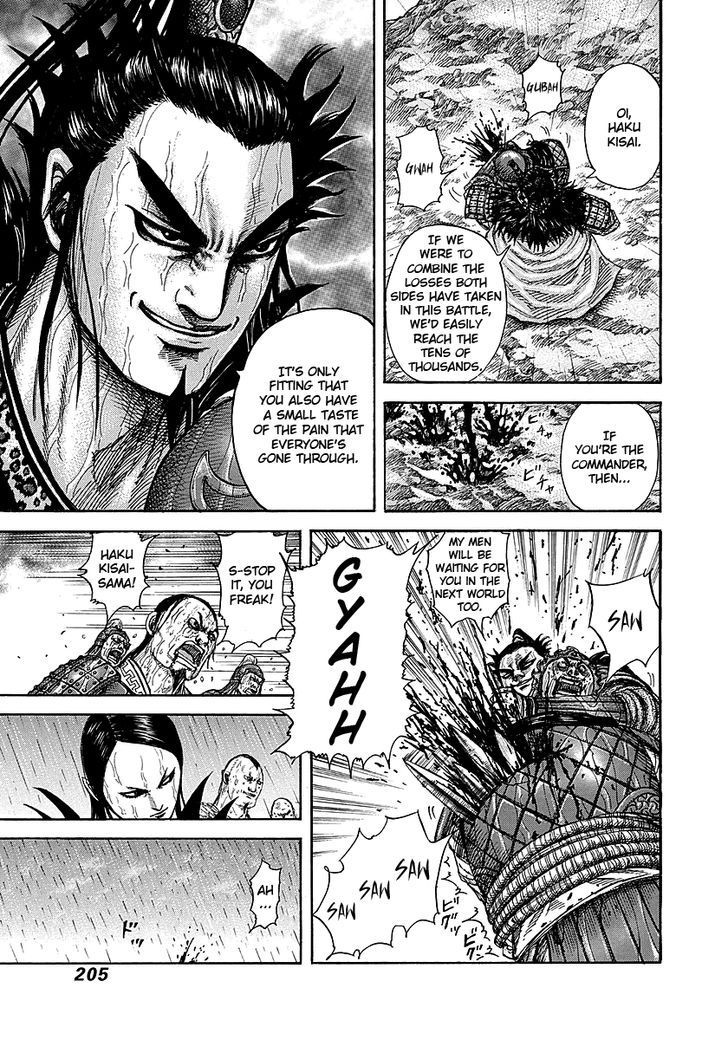 OI,
HAKU
KISAI.
GUBAH
GWAH
IF WE
WERE TO
COMBINE THE
LOSSES BOTH
SIDES HAVE TAKEN
IN THIS BATTLE,
WE'D EASILY
REACH THE
TENS OF
THOUSANDS.
IF
YOU'RE THE
COMMANDER,
THEN...
ビチャ
IT'S ONLY
FITTING THAT
YOU ALSO HAVE
A SMALL TASTE
OF THE PAIN THAT
EVERYONE'S
GONE THROUGH.
MY MEN
WILL BE
WAITING FOR
YOU IN THE
NEXT WORLD
TOO.
SAW
GYAHH
SAW
SAW
SAW
S-STOP
IT, YOU
FREAK!
HAKU
KISAI-
SAMA!
AH...
205